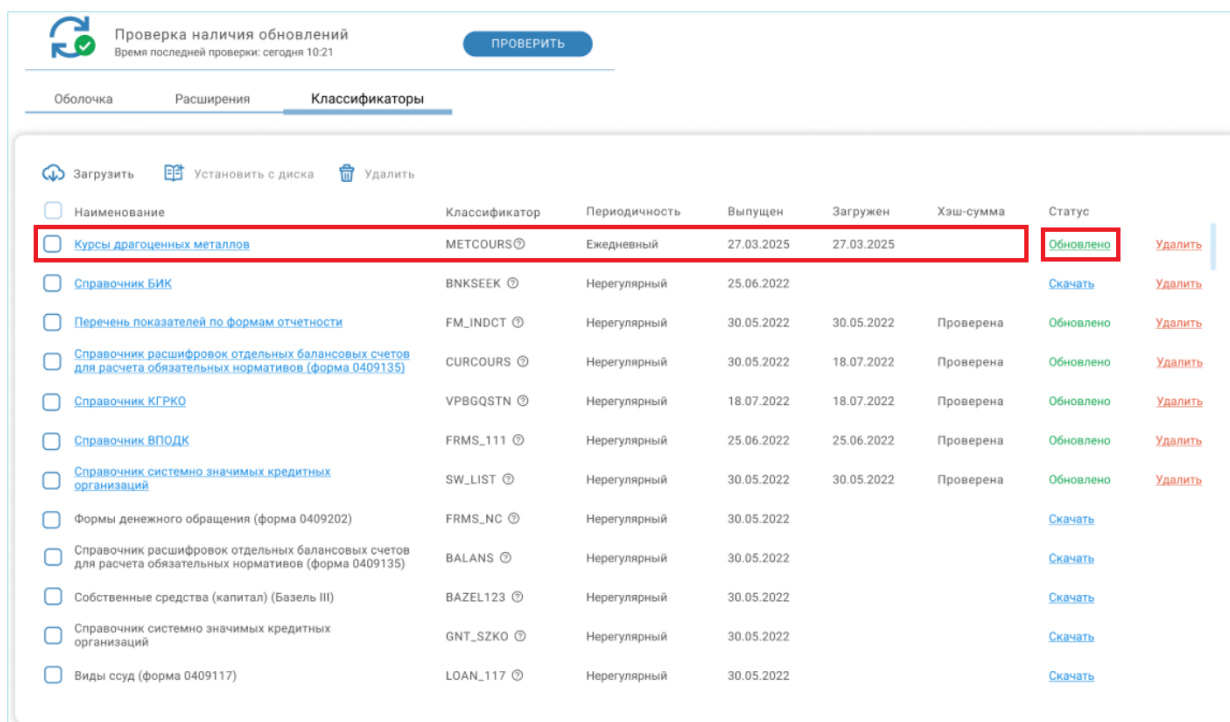 Проверка наличия обновлений
Время последней проверки: сегодня 10:21
ПРОВЕРИТЬ
Оболочка Расширения Классификаторы
Загрузить Установить с диска Удалить
Наименование Классификатор Периодичность Выпущен Загружен Хэш-сумма Статус
Курсы драгоценных металлов METCOURS Ежедневный 27.03.2025 27.03.2025 Обновлено Удалить
Справочник БИК BNKSEEK Нерегулярный 25.06.2022 Скачать Удалить
Перечень показателей по формам отчетности FM_INDCT Нерегулярный 30.05.2022 30.05.2022 Проверена Обновлено Удалить
Справочник расшифровок отдельных балансовых счетов
для расчета обязательных нормативов (форма 0409135) CURCOURS Нерегулярный 30.05.2022 18.07.2022 Проверена Обновлено Удалить
Справочник КГРКО VPBGQSTN Нерегулярный 18.07.2022 18.07.2022 Проверена Обновлено Удалить
Справочник ВПОДК FRMS_111 Нерегулярный 25.06.2022 25.06.2022 Проверена Обновлено Удалить
Справочник системно значимых кредитных
организаций SW_LIST Нерегулярный 30.05.2022 30.05.2022 Проверена Обновлено Удалить
Формы денежного обращения (форма 0409202) FRMS_NC Нерегулярный 30.05.2022 Скачать
Справочник расшифровок отдельных балансовых счетов
для расчета обязательных нормативов (форма 0409135) BALANS Нерегулярный 30.05.2022 Скачать
Собственные средства (капитал) (Базель III) BAZEL123 Нерегулярный 30.05.2022 Скачать
Справочник системно значимых кредитных
организаций GNT_SZKO Нерегулярный 30.05.2022 Скачать
Виды ссуд (форма 0409117) LOAN_117 Нерегулярный 30.05.2022 Скачать